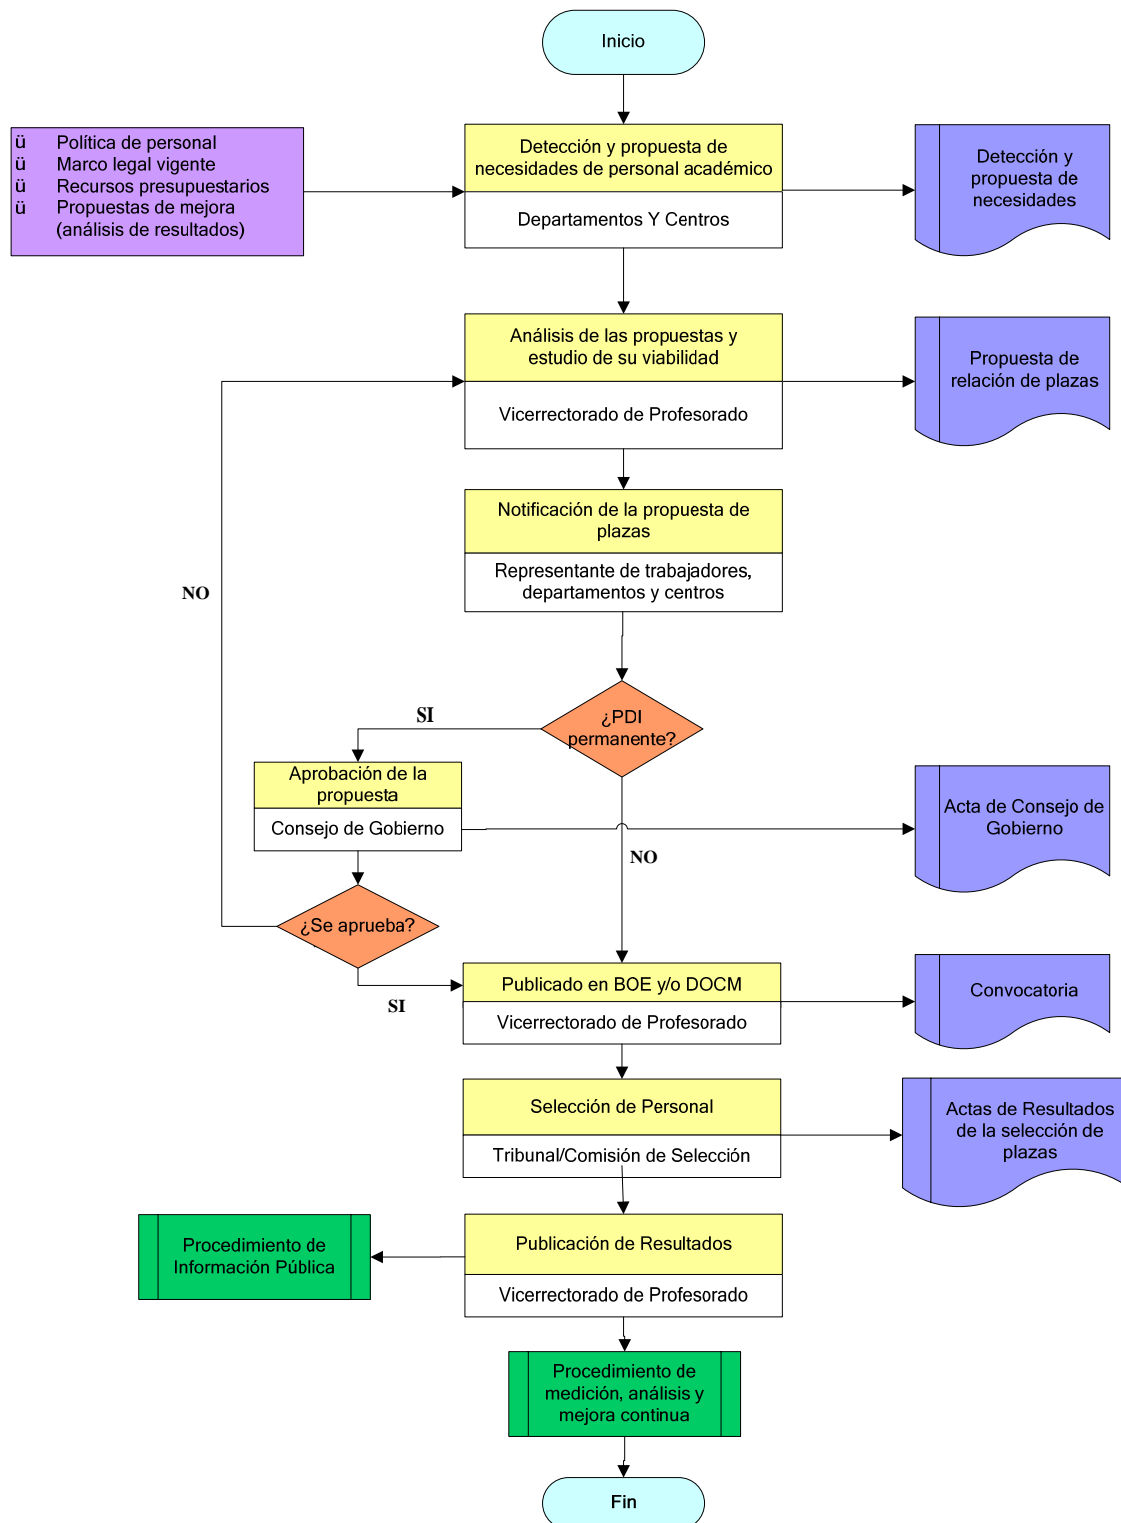 Inicio
ü Política de personal
ü Marco legal vigente
ü Recursos presupuestarios
ü Propuestas de mejora
(análisis de resultados)
Detección y propuesta de
necesidades de personal académico
Departamentos Y Centros
Detección y
propuesta de
necesidades
Análisis de las propuestas y
estudio de su viabilidad
Vicerrectorado de Profesorado
Propuesta de
relación de plazas
Notificación de la propuesta de
plazas
Representante de trabajadores,
departamentos y centros
NO
¿PDI
permanente?
SI
Aprobación de la
propuesta
Consejo de Gobierno
Acta de Consejo de
Gobierno
NO
¿Se aprueba?
SI
Publicado en BOE y/o DOCM
Vicerrectorado de Profesorado
Convocatoria
Selección de Personal
Tribunal/Comisión de Selección
Actas de Resultados
de la selección de
plazas
Publicación de Resultados
Vicerrectorado de Profesorado
Procedimiento de
Información Pública
Procedimiento de
medición, análisis y
mejora continua
Fin